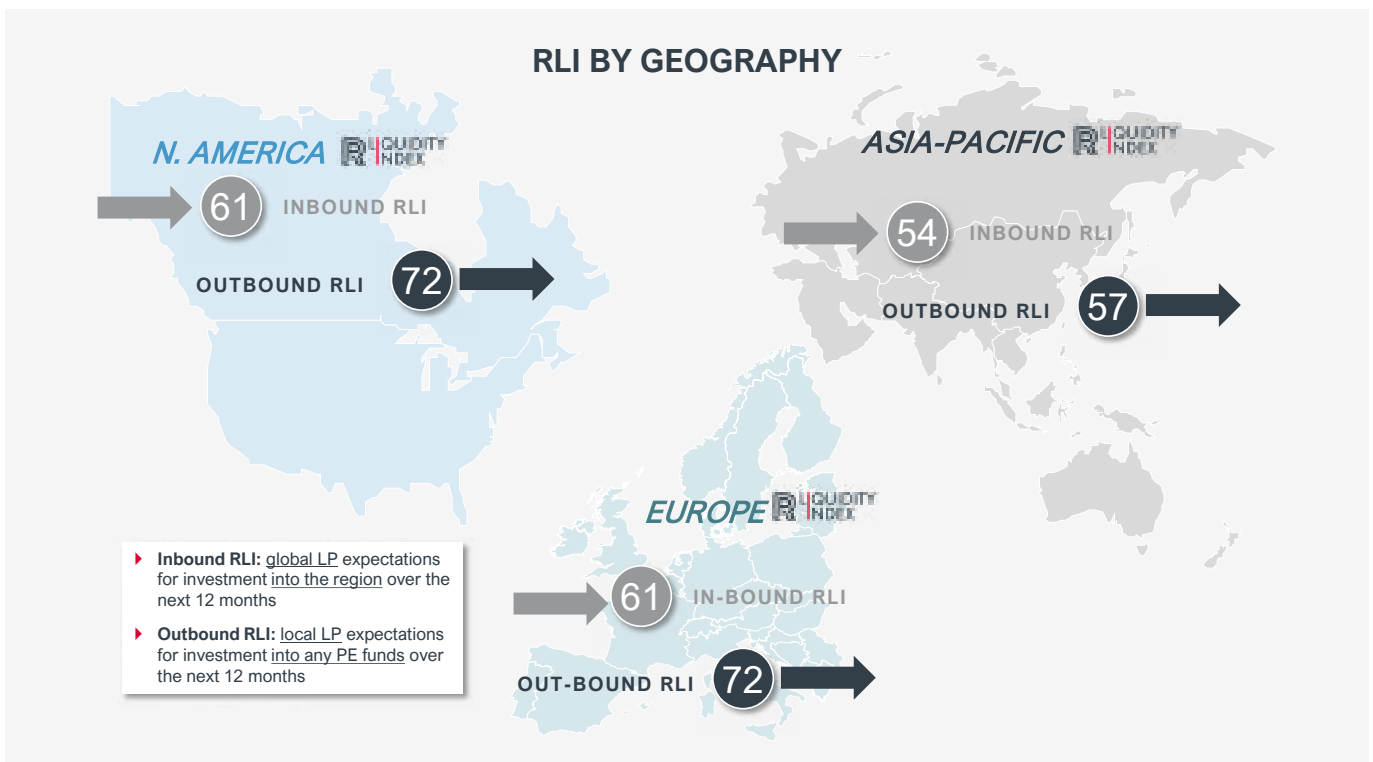 RLI BY GEOGRAPHY
N. AMERICA R LIQUIDITY INDEX
61 INBOUND RLI
OUTBOUND RLI 72
ASIA-PACIFIC R LIQUIDITY INDEX
54 INBOUND RLI
OUTBOUND RLI 57
EUROPE R LIQUIDITY INDEX
61 IN-BOUND RLI
OUT-BOUND RLI 72
Inbound RLI: global LP expectations
for investment into the region over the
next 12 months
Outbound RLI: local LP expectations
for investment into any PE funds over
the next 12 months